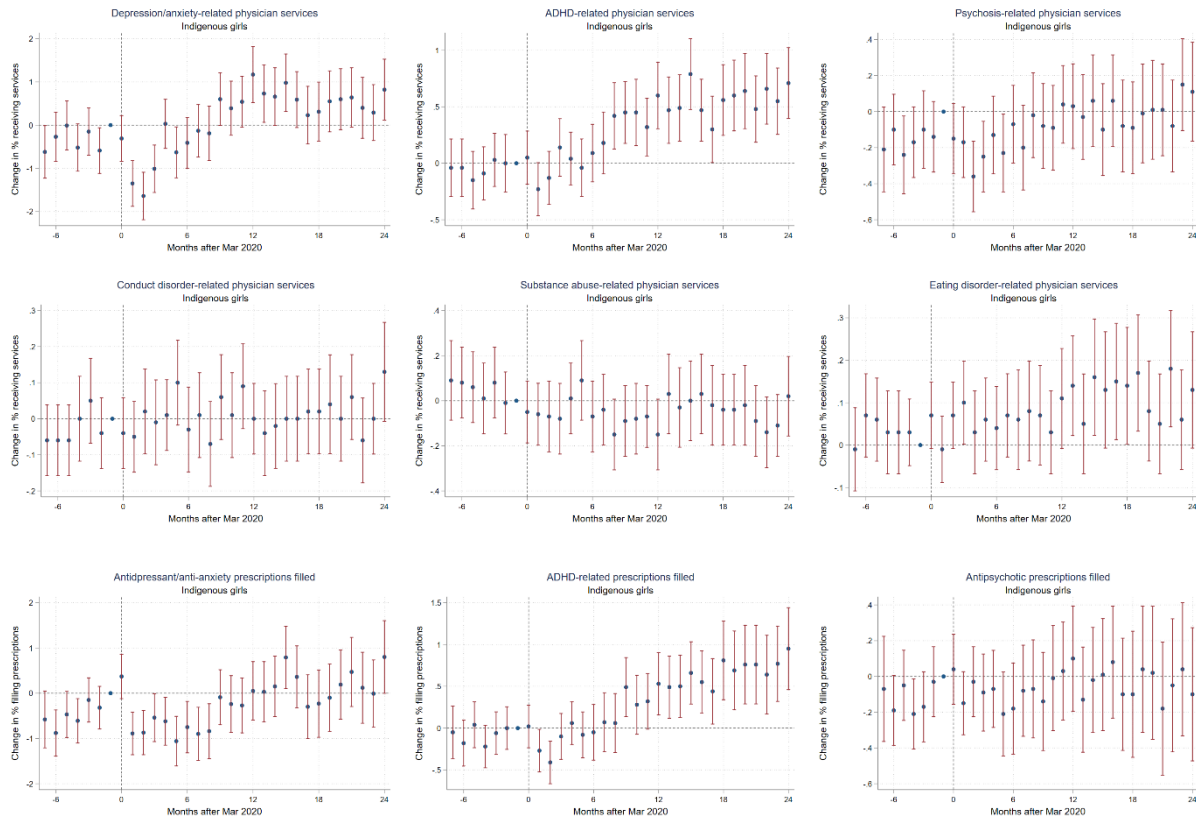 Depression/anxiety-related physician services
Indigenous girls
Change in % receiving services
2
1
0
-1
-2
-6
0
6
12
18
24
Months after Mar 2020
ADHD-related physician services
Indigenous girls
Change in % receiving services
1
.5
0
-.5
-6
0
6
12
18
24
Months after Mar 2020
Psychosis-related physician services
Indigenous girls
Change in % receiving services
.4
.2
0
-.2
-.4
-.6
-6
0
6
12
18
24
Months after Mar 2020
Conduct disorder-related physician services
Indigenous girls
Change in % receiving services
.3
.2
.1
0
-.1
-.2
-6
0
6
12
18
24
Months after Mar 2020
Substance abuse-related physician services
Indigenous girls
Change in % receiving services
.4
.2
0
-.2
-.4
-6
0
6
12
18
24
Months after Mar 2020
Eating disorder-related physician services
Indigenous girls
Change in % receiving services
.3
.2
.1
0
-.1
-6
0
6
12
18
24
Months after Mar 2020
Antidpressant/anti-anxiety prescriptions filled
Indigenous girls
Change in % filling prescriptions
2
1
0
-1
-2
-6
0
6
12
18
24
Months after Mar 2020
ADHD-related prescriptions filled
Indigenous girls
Change in % filling prescriptions
1.5
1
.5
0
-.5
-6
0
6
12
18
24
Months after Mar 2020
Antipsychotic prescriptions filled
Indigenous girls
Change in % filling prescriptions
.4
.2
0
-.2
-.4
-.6
-6
0
6
12
18
24
Months after Mar 2020